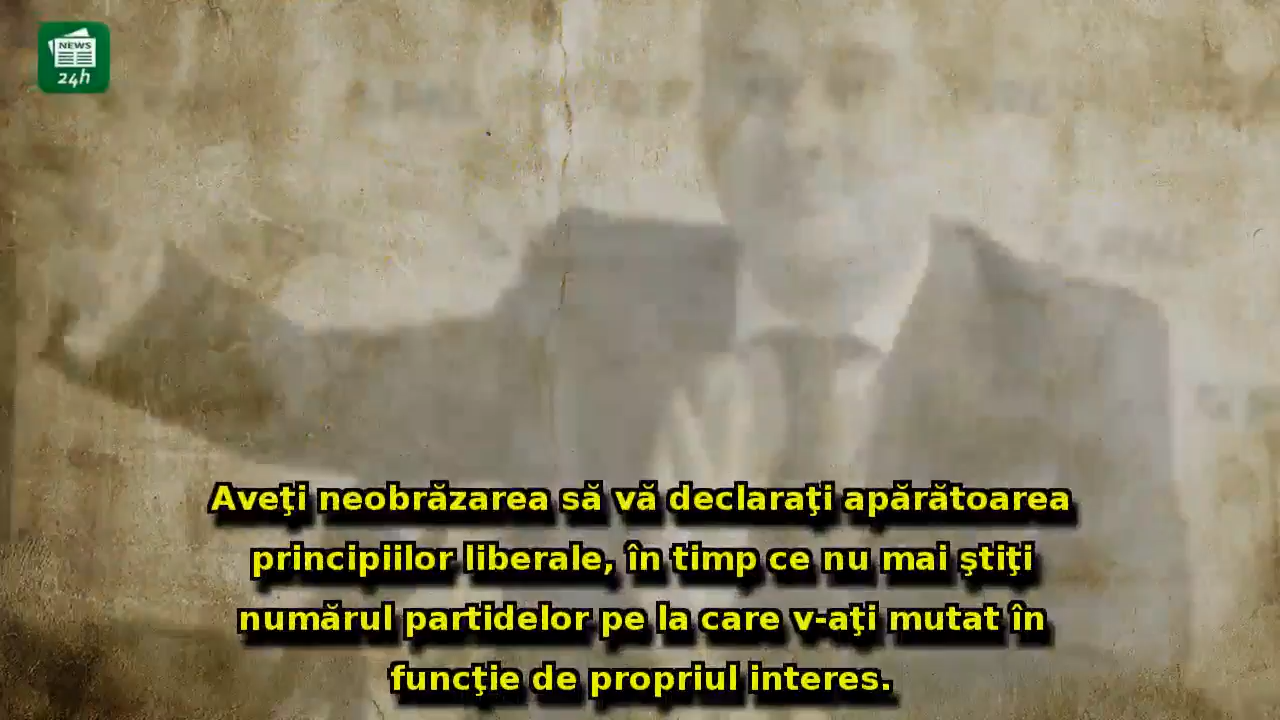 NEWS
24h
Aveţi neobrăzarea să vă declaraţi apărătoarea
principiilor liberale, în timp ce nu mai ştiţi
numărul partidelor pe la care v-aţi mutat în
funcţie de propriul interes.